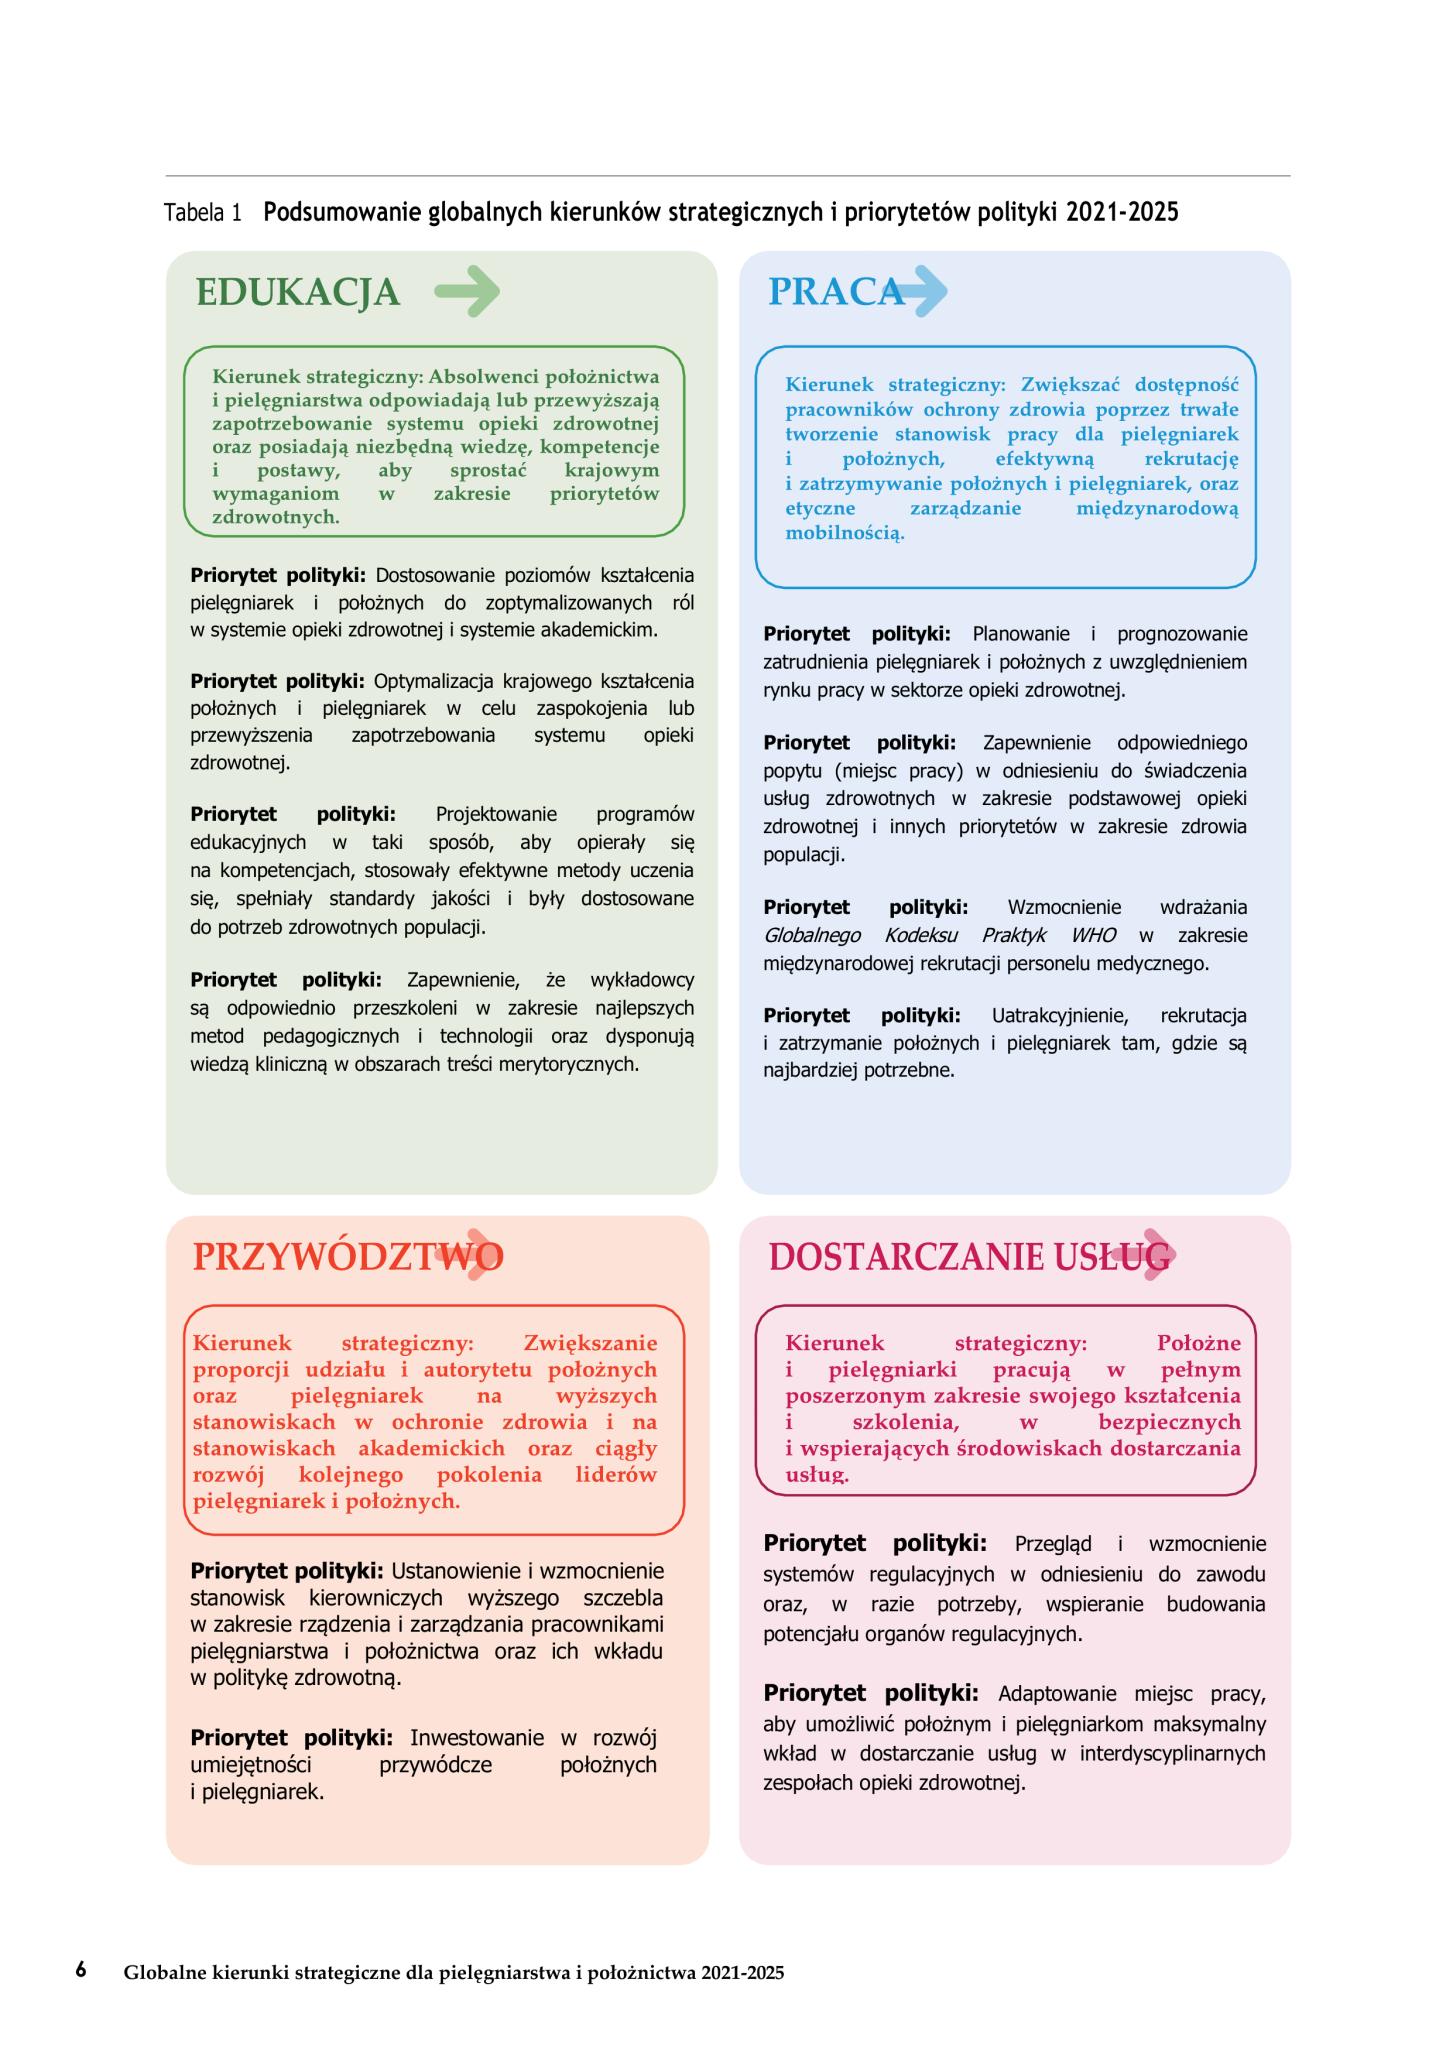 Tabela 1 Podsumowanie globalnych kierunków strategicznych i priorytetów polityki 2021-2025
EDUKACJA
Kierunek strategiczny: Absolwenci położnictwa
i pielęgniarstwa odpowiadają lub przewyższają
zapotrzebowanie systemu opieki zdrowotnej
oraz posiadają niezbędną wiedzę, kompetencje
i postawy, aby sprostać krajowym
wymaganiom w zakresie priorytetów
zdrowotnych.
Priorytet polityki: Dostosowanie poziomów kształcenia
pielęgniarek i położnych do zoptymalizowanych ról
w systemie opieki zdrowotnej i systemie akademickim.
Priorytet polityki: Optymalizacja krajowego kształcenia
położnych i pielęgniarek w celu zaspokojenia lub
przewyższenia zapotrzebowania systemu opieki
zdrowotnej.
Priorytet polityki: Projektowanie programów
edukacyjnych w taki sposób, aby opierały się
na kompetencjach, stosowały efektywne metody uczenia
się, spełniały standardy jakości i były dostosowane
do potrzeb zdrowotnych populacji.
Priorytet polityki: Zapewnienie, że wykładowcy
są odpowiednio przeszkoleni w zakresie najlepszych
metod pedagogicznych i technologii oraz dysponują
wiedzą kliniczną w obszarach treści merytorycznych.
PRACA
Kierunek strategiczny: Zwiększać dostępność
pracowników ochrony zdrowia poprzez trwałe
tworzenie stanowisk pracy dla pielęgniarek
i położnych, efektywną rekrutację
i zatrzymywanie położnych i pielęgniarek, oraz
etyczne zarządzanie międzynarodową
mobilnością.
Priorytet polityki: Planowanie i prognozowanie
zatrudnienia pielęgniarek i położnych z uwzględnieniem
rynku pracy w sektorze opieki zdrowotnej.
Priorytet polityki: Zapewnienie odpowiedniego
popytu (miejsc pracy) w odniesieniu do świadczenia
usług zdrowotnych w zakresie podstawowej opieki
zdrowotnej i innych priorytetów w zakresie zdrowia
populacji.
Priorytet polityki: Wzmocnienie wdrażania
Globalnego Kodeksu Praktyk WHO w zakresie
międzynarodowej rekrutacji personelu medycznego.
Priorytet polityki: Uatrakcyjnienie, rekrutacja
i zatrzymanie położnych i pielęgniarek tam, gdzie są
najbardziej potrzebne.
PRZYWÓDZTWO
Kierunek strategiczny: Zwiększanie
proporcji udziału i autorytetu położnych
oraz pielęgniarek na wyższych
stanowiskach w ochronie zdrowia i na
stanowiskach akademickich oraz ciągły
rozwój kolejnego pokolenia liderów
pielęgniarek i położnych.
Priorytet polityki: Ustanowienie i wzmocnienie
stanowisk kierowniczych wyższego szczebla
w zakresie rządzenia i zarządzania pracownikami
pielęgniarstwa i położnictwa oraz ich wkładu
w politykę zdrowotną.
Priorytet polityki: Inwestowanie w rozwój
umiejętności przywódcze położnych
i pielęgniarek.
DOSTARCZANIE USŁUG
Kierunek strategiczny: Położne
i pielęgniarki pracują w pełnym
poszerzonym zakresie swojego kształcenia
i szkolenia, w bezpiecznych
i wspierających środowiskach dostarczania
usług.
Priorytet polityki: Przegląd i wzmocnienie
systemów regulacyjnych w odniesieniu do zawodu
oraz, w razie potrzeby, wspieranie budowania
potencjału organów regulacyjnych.
Priorytet polityki: Adaptowanie miejsc pracy,
aby umożliwić położnym i pielęgniarkom maksymalny
wkład w dostarczanie usług w interdyscyplinarnych
zespołach opieki zdrowotnej.
6 Globalne kierunki strategiczne dla pielęgniarstwa i położnictwa 2021-2025